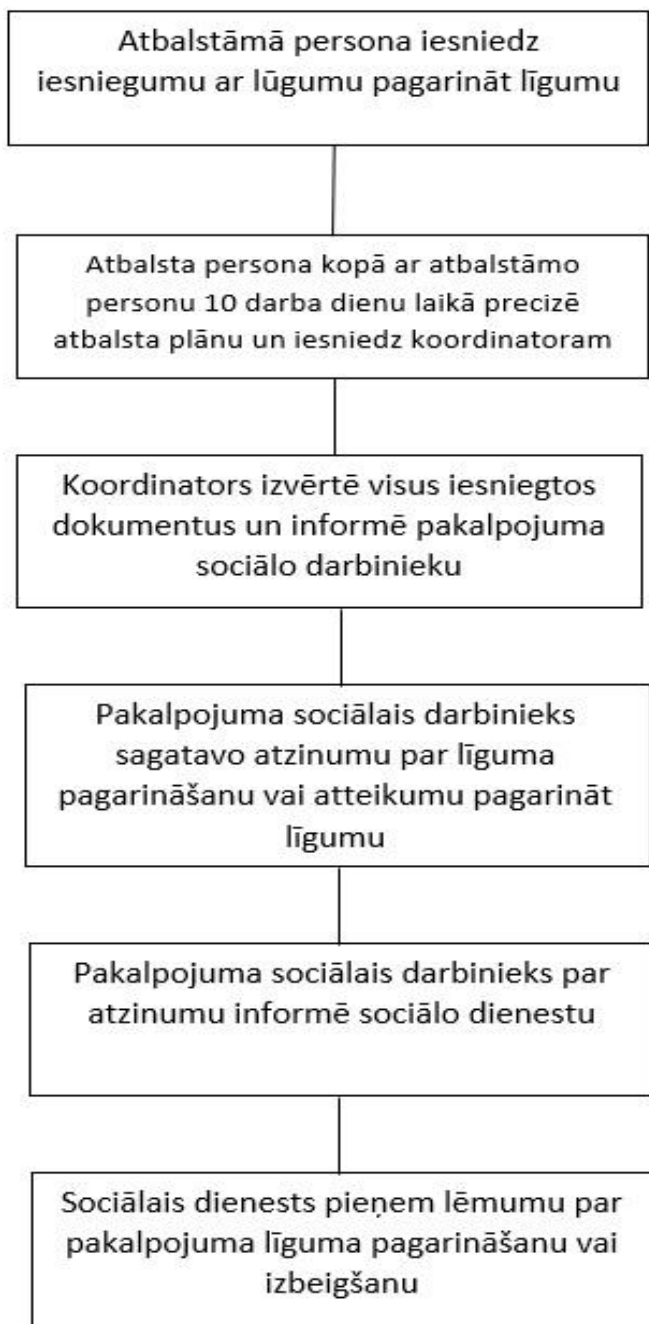 Atbalstāmā persona iesniedz
iesniegumu ar lūgumu pagarināt līgumu
Atbalsta persona kopā ar atbalstāmo
personu 10 darba dienu laikā precizē
atbalsta plānu un iesniedz koordinatoram
Koordinators izvērtē visus iesniegtos
dokumentus un informē pakalpojuma
sociālo darbinieku
Pakalpojuma sociālais darbinieks
sagatavo atzinumu par līguma
pagarināšanu vai atteikumu pagarināt
līgumu
Pakalpojuma sociālais darbinieks par
atzinumu informē sociālo dienestu
Sociālais dienests pieņem lēmumu par
pakalpojuma līguma pagarināšanu vai
izbeigšanu